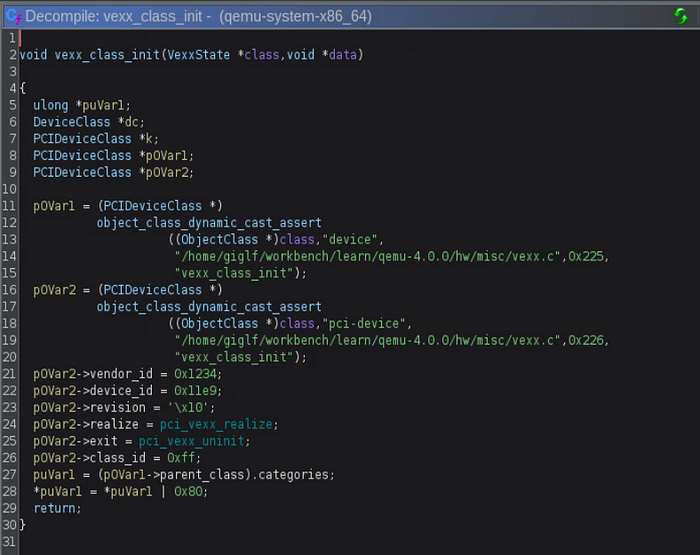 Decompile: vexx_class_init - (qemu-system-x86_64)
1
2 void vexx_class_init(VexxState *class,void *data)
3
4 {
5 ulong *puVar1;
6 DeviceClass *dc;
7 PCIDeviceClass *k;
8 PCIDeviceClass *pOVar1;
9 PCIDeviceClass *pOVar2;
10
11 pOVar1 = (PCIDeviceClass *)
12 object_class_dynamic_cast_assert
13 ((ObjectClass *)class,"device",
14 "/home/giglf/workbench/learn/qemu-4.0.0/hw/misc/vexx.c",0x225,
15 "vexx_class_init");
16 pOVar2 = (PCIDeviceClass *)
17 object_class_dynamic_cast_assert
18 ((ObjectClass *)class,"pci-device",
19 "/home/giglf/workbench/learn/qemu-4.0.0/hw/misc/vexx.c",0x226,
20 "vexx_class_init");
21 pOVar2->vendor_id = 0x1234;
22 pOVar2->device_id = 0x11e9;
23 pOVar2->revision = '\x10';
24 pOVar2->realize = pci_vexx_realize;
25 pOVar2->exit = pci_vexx_uninit;
26 pOVar2->class_id = 0xff;
27 puVar1 = (pOVar1->parent_class).categories;
28 *puVar1 = *puVar1 | 0x80;
29 return;
30 }
31